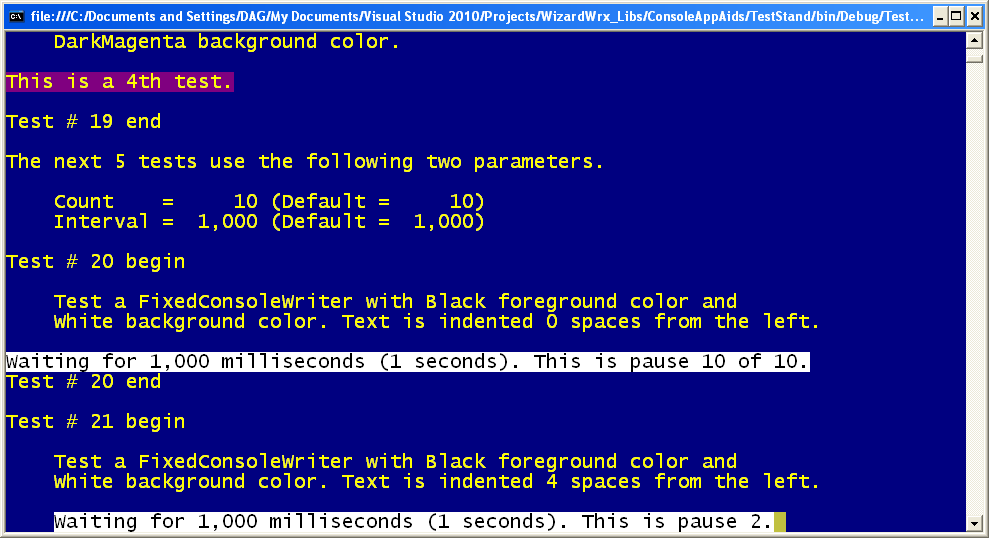 file:///C:/Documents and Settings/DAG/My Documents/Visual Studio 2010/Projects/WizardWrx_Libs/ConsoleAppAids/TestStand/bin/Debug/Test...
DarkMagenta background color.
This is a 4th test.
Test # 19 end
The next 5 tests use the following two parameters.
Count    =     10 (Default =     10)
Interval =  1,000 (Default =  1,000)
Test # 20 begin
Test a FixedConsoleWriter with Black foreground color and
White background color. Text is indented 0 spaces from the left.
Waiting for 1,000 milliseconds (1 seconds). This is pause 10 of 10.
Test # 20 end
Test # 21 begin
Test a FixedConsoleWriter with Black foreground color and
White background color. Text is indented 4 spaces from the left.
Waiting for 1,000 milliseconds (1 seconds). This is pause 2.